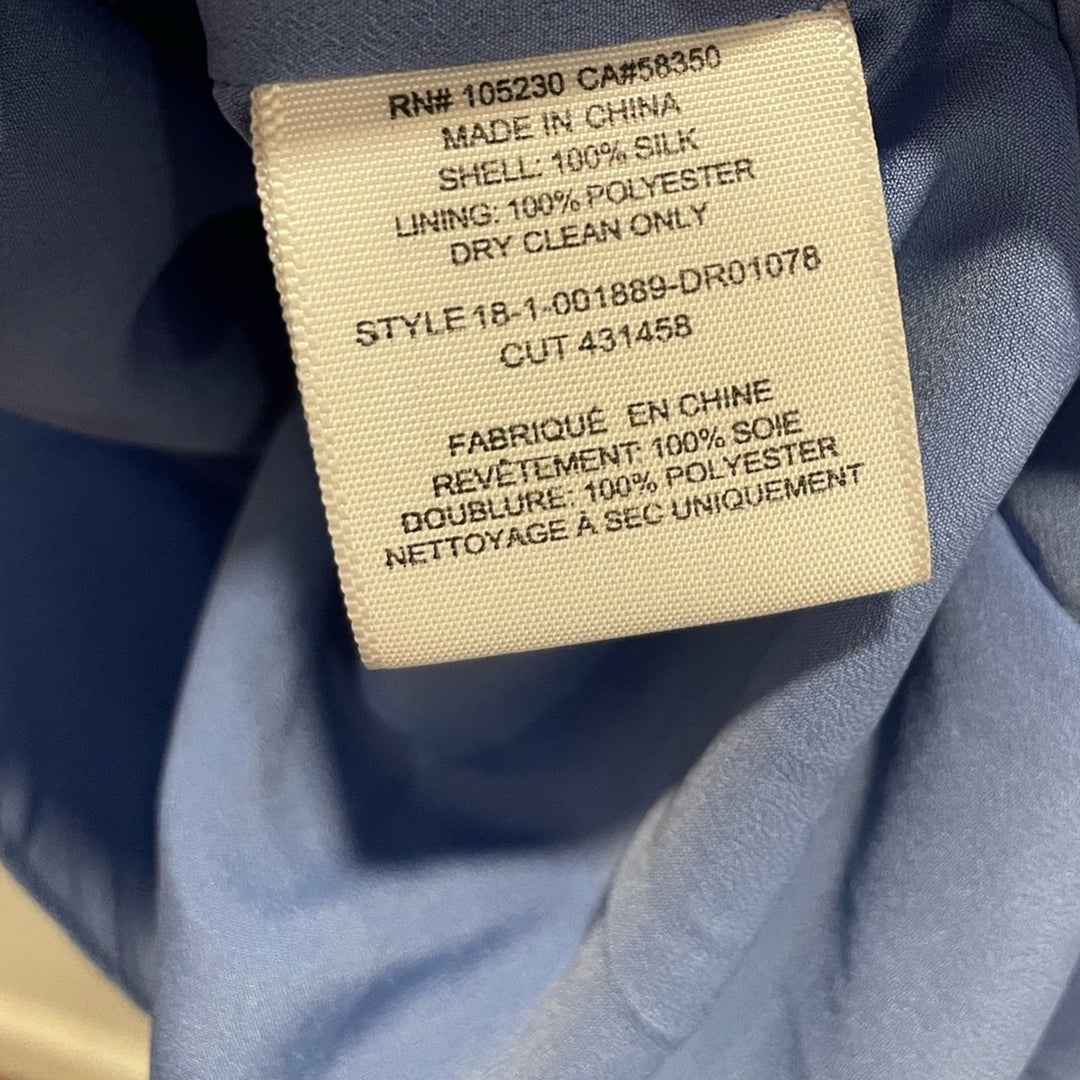 RN# 105230 CA#58350
MADE IN CHINA
SHELL: 100% SILK
LINING: 100% POLYESTER
DRY CLEAN ONLY
STYLE 18-1-001889-DR01078
CUT 431458
FABRIQUÉ EN CHINE
REVÊTEMENT: 100% SOIE
DOUBLURE: 100% POLYESTER
NETTOYAGE À SEC UNIQUEMENT